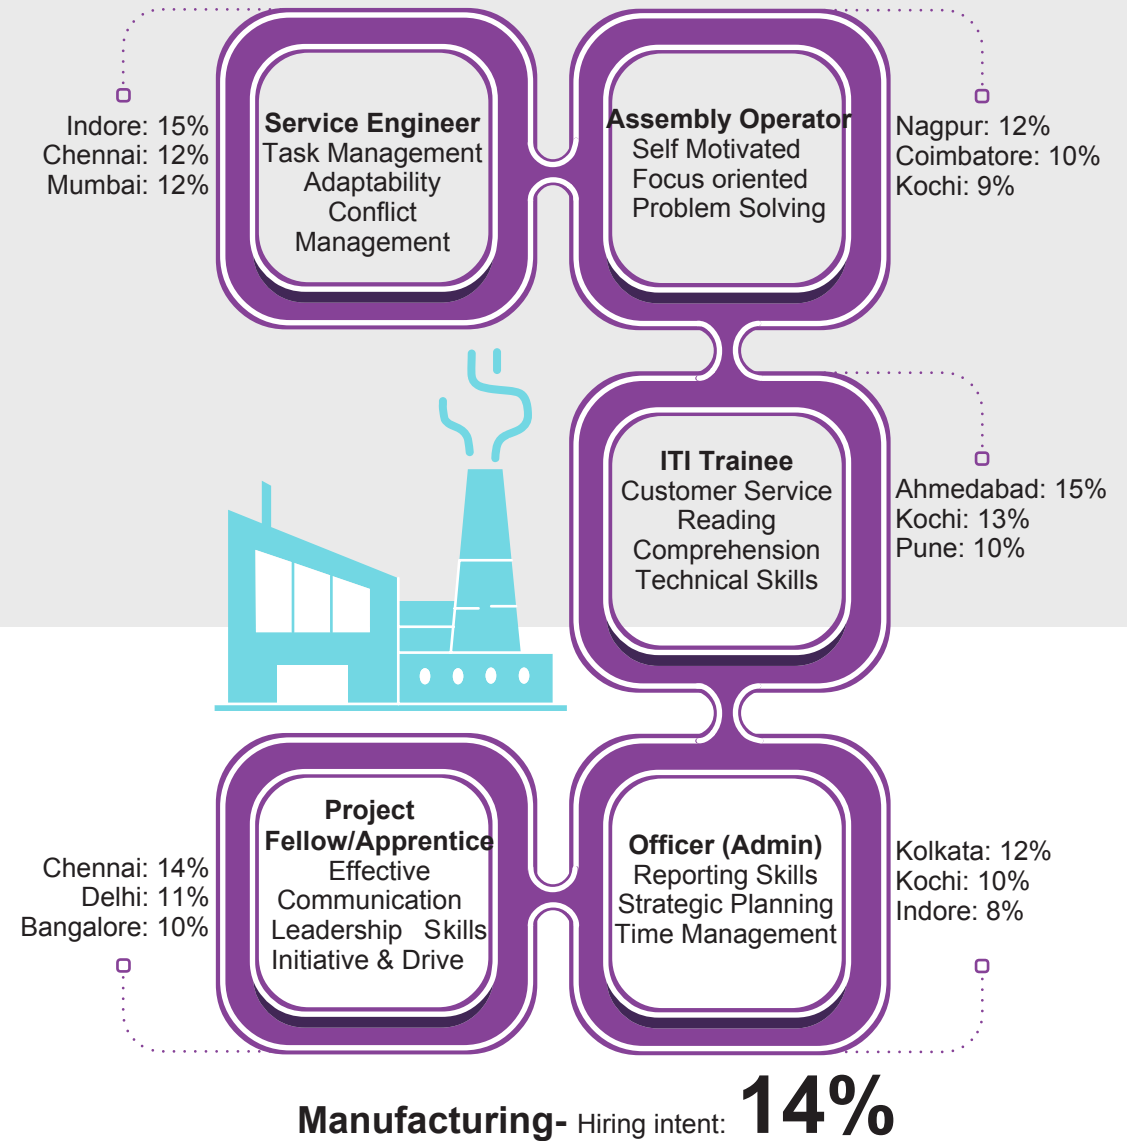 Indore: 15%
Chennai: 12%
Mumbai: 12%
Service Engineer
Task Management
Adaptability
Conflict
Management
Assembly Operator
Self Motivated
Focus oriented
Problem Solving
Nagpur: 12%
Coimbatore: 10%
Kochi: 9%
ITI Trainee
Customer Service
Reading
Comprehension
Technical Skills
Ahmedabad: 15%
Kochi: 13%
Pune: 10%
Chennai: 14%
Delhi: 11%
Bangalore: 10%
Project
Fellow/Apprentice
Effective
Communication
Leadership Skills
Initiative & Drive
Officer (Admin)
Reporting Skills
Strategic Planning
Time Management
Kolkata: 12%
Kochi: 10%
Indore: 8%
Manufacturing- Hiring intent: 14%